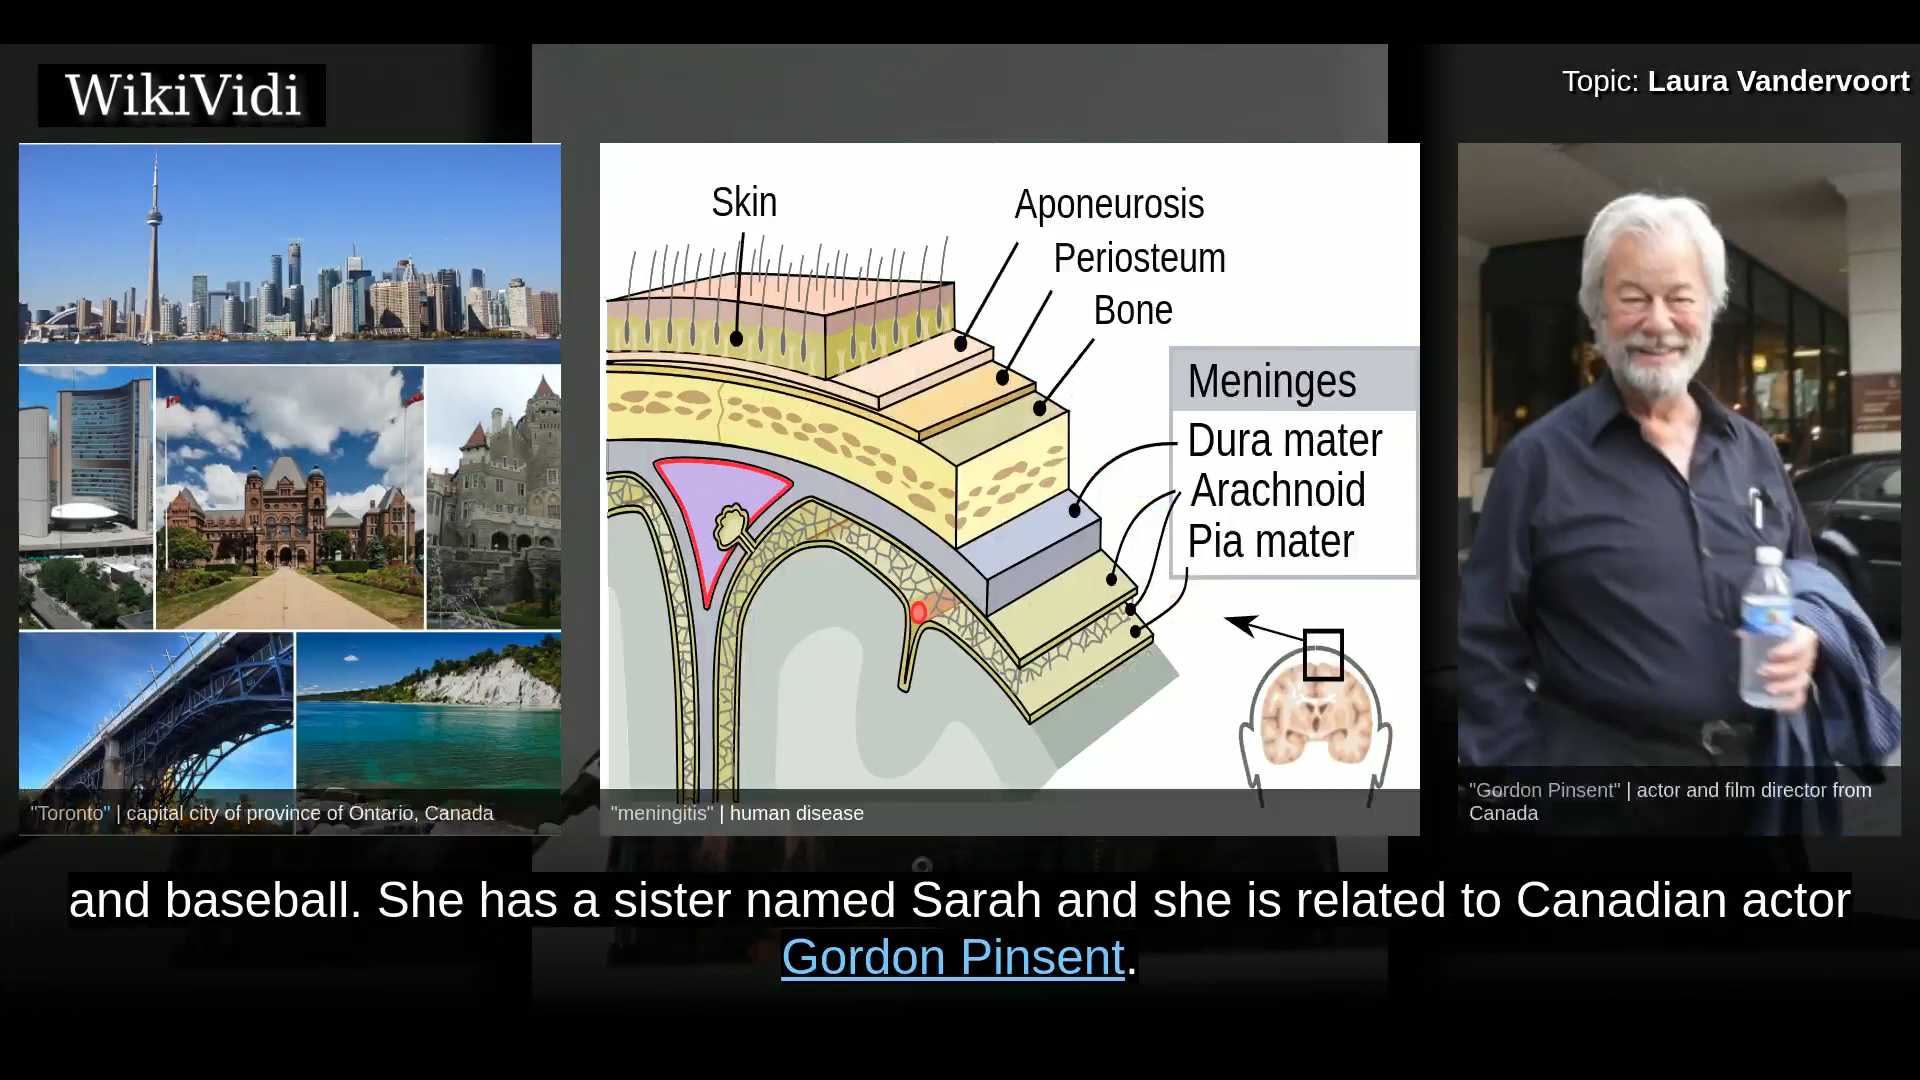 WikiVidi
Topic: Laura Vandervoort
Skin
Aponeurosis
Periosteum
Bone
Meninges
Dura mater
Arachnoid
Pia mater
"Toronto" | capital city of province of Ontario, Canada
"meningitis" | human disease
"Gordon Pinsent" | actor and film director from
Canada
and baseball. She has a sister named Sarah and she is related to Canadian actor
Gordon Pinsent.